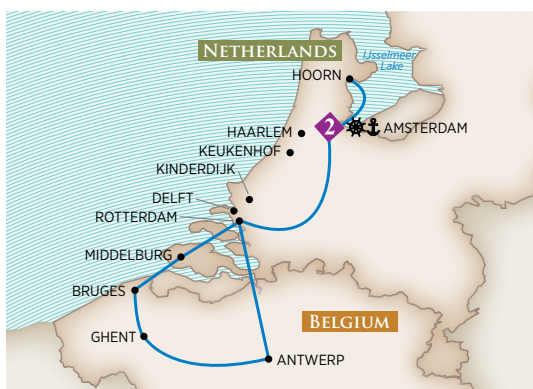 NETHERLANDS
IJsselmeer
Lake
HOORN
2
AMSTERDAM
HAARLEM
KEUKENHOF
KINDERDIJK
DELFT
ROTTERDAM
MIDDELBURG
BRUGES
BELGIUM
GHENT
ANTWERP